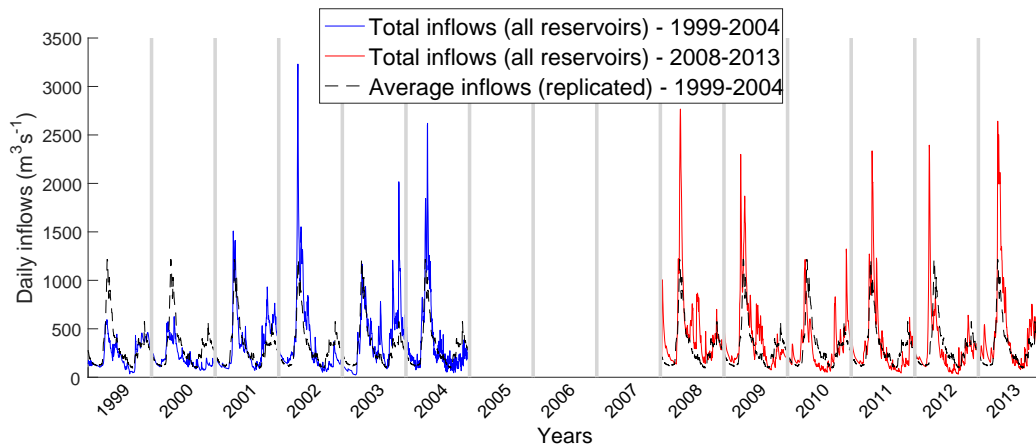 Total inflows (all reservoirs) - 1999-2004
Total inflows (all reservoirs) - 2008-2013
Average inflows (replicated) - 1999-2004
Daily inflows (m³s⁻¹)
3500
3000
2500
2000
1500
1000
500
0
1999 2000 2001 2002 2003 2004 2005 2006 2007 2008 2009 2010 2011 2012 2013
Years